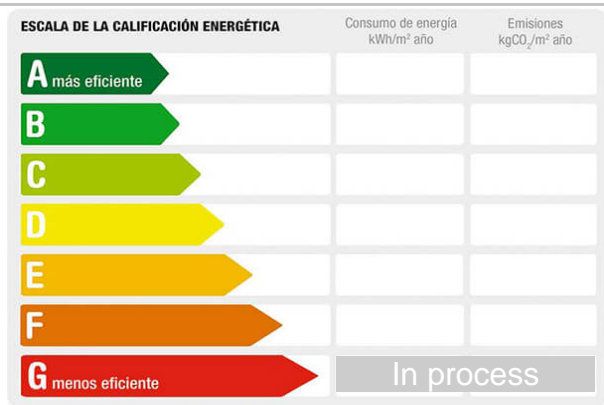 ESCALA DE LA CALIFICACIÓN ENERGÉTICA
Consumo de energía
kWh/m² año
Emisiones
kgCO₂/m² año
A más eficiente
B
C
D
E
F
G menos eficiente
In process